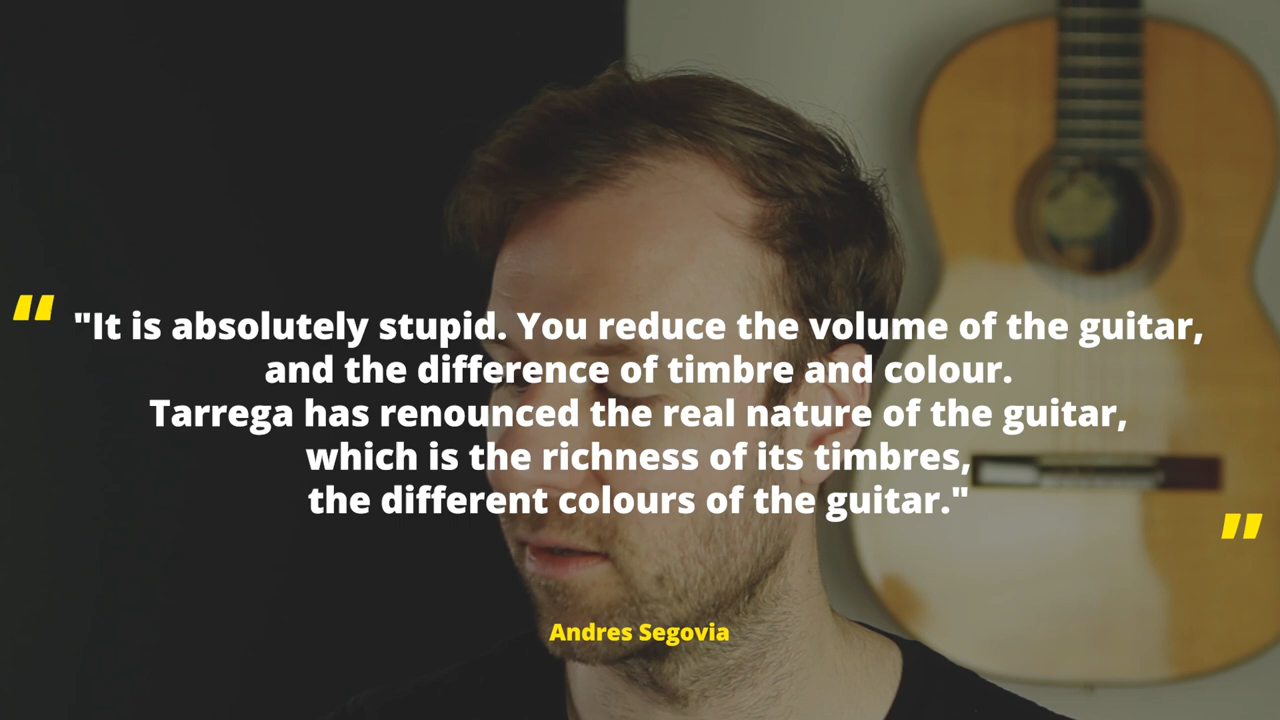 "It is absolutely stupid. You reduce the volume of the guitar,
and the difference of timbre and colour.
Tarrega has renounced the real nature of the guitar,
which is the richness of its timbres,
the different colours of the guitar."
Andres Segovia